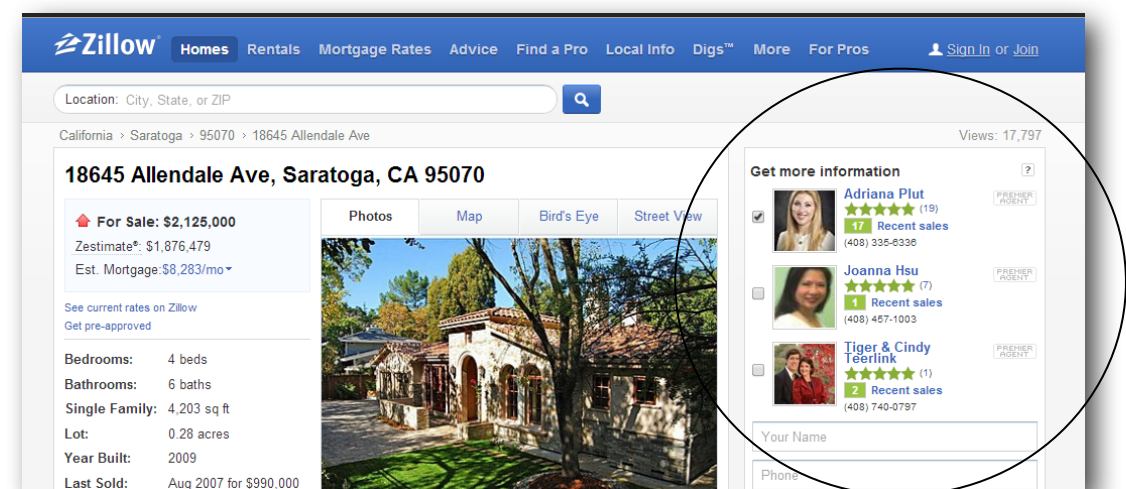 Zillow®
Homes Rentals Mortgage Rates Advice Find a Pro Local Info Digs™ More For Pros Sign In or Join
Location: City, State, or ZIP
California › Saratoga › 95070 › 18645 Allendale Ave
Views: 17,797
18645 Allendale Ave, Saratoga, CA 95070
For Sale: $2,125,000
Zestimate®: $1,876,479
Est. Mortgage:$8,283/mo
See current rates on Zillow
Get pre-approved
Bedrooms: 4 beds
Bathrooms: 6 baths
Single Family: 4,203 sq ft
Lot: 0.28 acres
Year Built: 2009
Last Sold: Aug 2007 for $990,000
Photos Map Bird's Eye Street View
Get more information ?
Adriana Plut
PREMIER
AGENT
(19)
17 Recent sales
(408) 335-6336
Joanna Hsu
PREMIER
AGENT
(7)
1 Recent sales
(408) 457-1003
Tiger & Cindy
Teerlink
PREMIER
AGENT
(1)
2 Recent sales
(408) 740-0797
Your Name
Phone